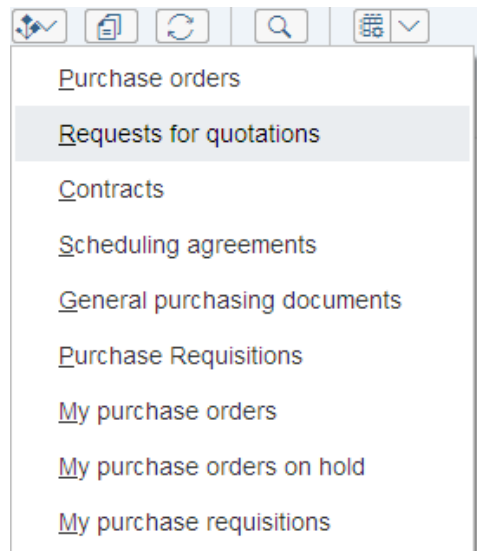 Purchase orders
Requests for quotations
Contracts
Scheduling agreements
General purchasing documents
Purchase Requisitions
My purchase orders
My purchase orders on hold
My purchase requisitions